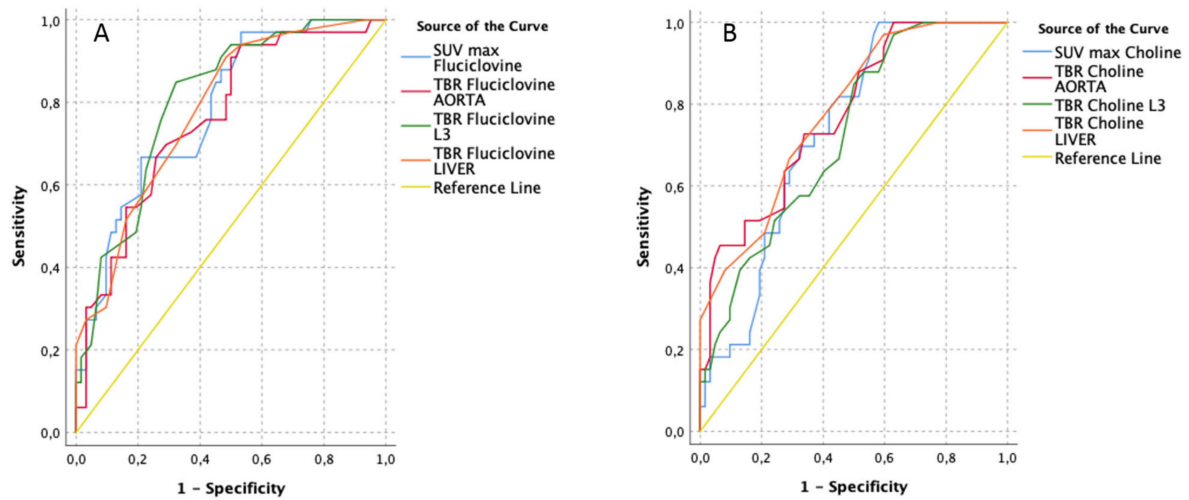 A
Source of the Curve
SUV max
Fluciclovine
TBR Fluciclovine
AORTA
TBR Fluciclovine
L3
TBR Fluciclovine
LIVER
Reference Line
Sensitivity
1,0
0,8
0,6
0,4
0,2
0,0
0,0 0,2 0,4 0,6 0,8 1,0
1 – Specificity
B
Source of the Curve
SUV max Choline
TBR Choline
AORTA
TBR Choline L3
TBR Choline
LIVER
Reference Line
Sensitivity
1,0
0,8
0,6
0,4
0,2
0,0
0,0 0,2 0,4 0,6 0,8 1,0
1 – Specificity